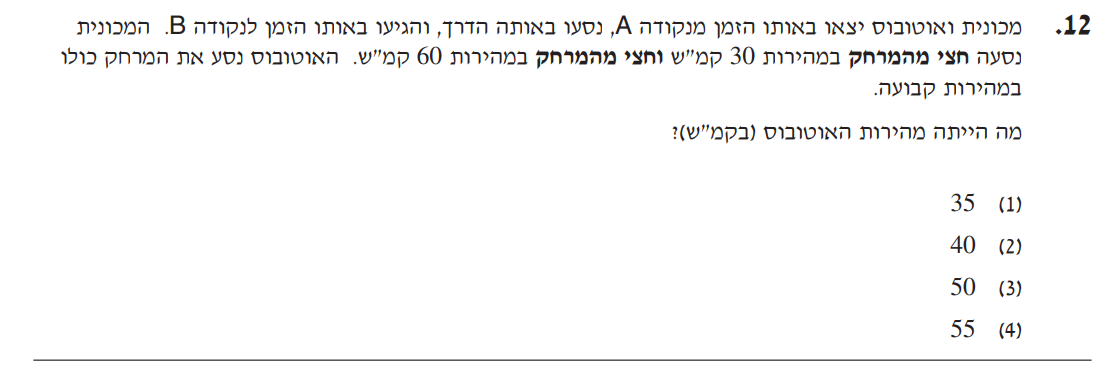 12. מכונית ואוטובוס יצאו באותו הזמן מנקודה A, נסעו באותה הדרך, והגיעו באותו הזמן לנקודה B. המכונית
נסעה חצי מהמרחק במהירות 30 קמ"ש וחצי מהמרחק במהירות 60 קמ"ש. האוטובוס נסע את המרחק כולו
במהירות קבועה.
מה הייתה מהירות האוטובוס (בקמ"ש)?
(1) 35
(2) 40
(3) 50
(4) 55